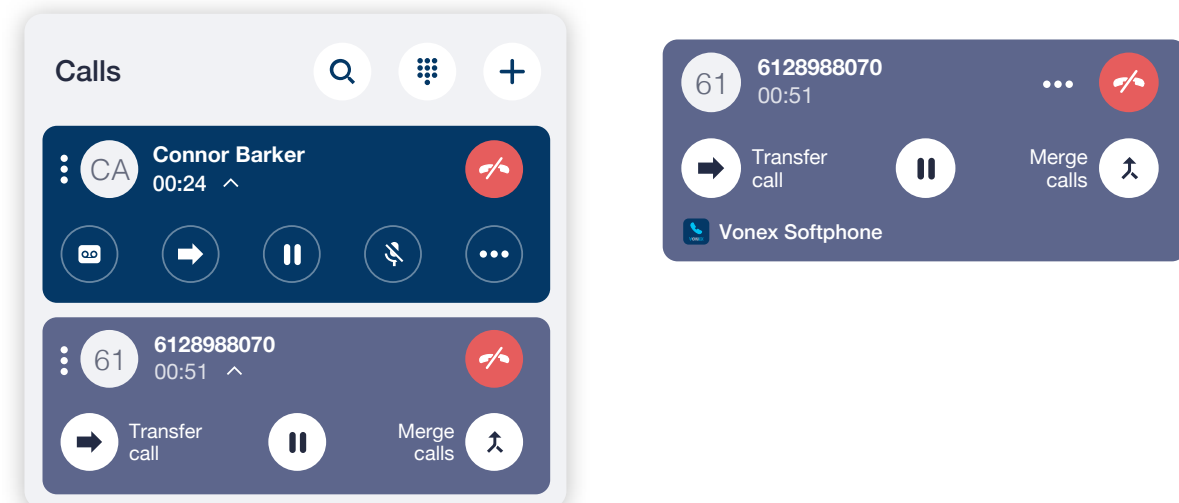 Calls
CA
Connor Barker
00:24
61
6128988070
00:51
Transfer
call
Merge
calls
61
6128988070
00:51
Transfer
call
Merge
calls
Vonex Softphone